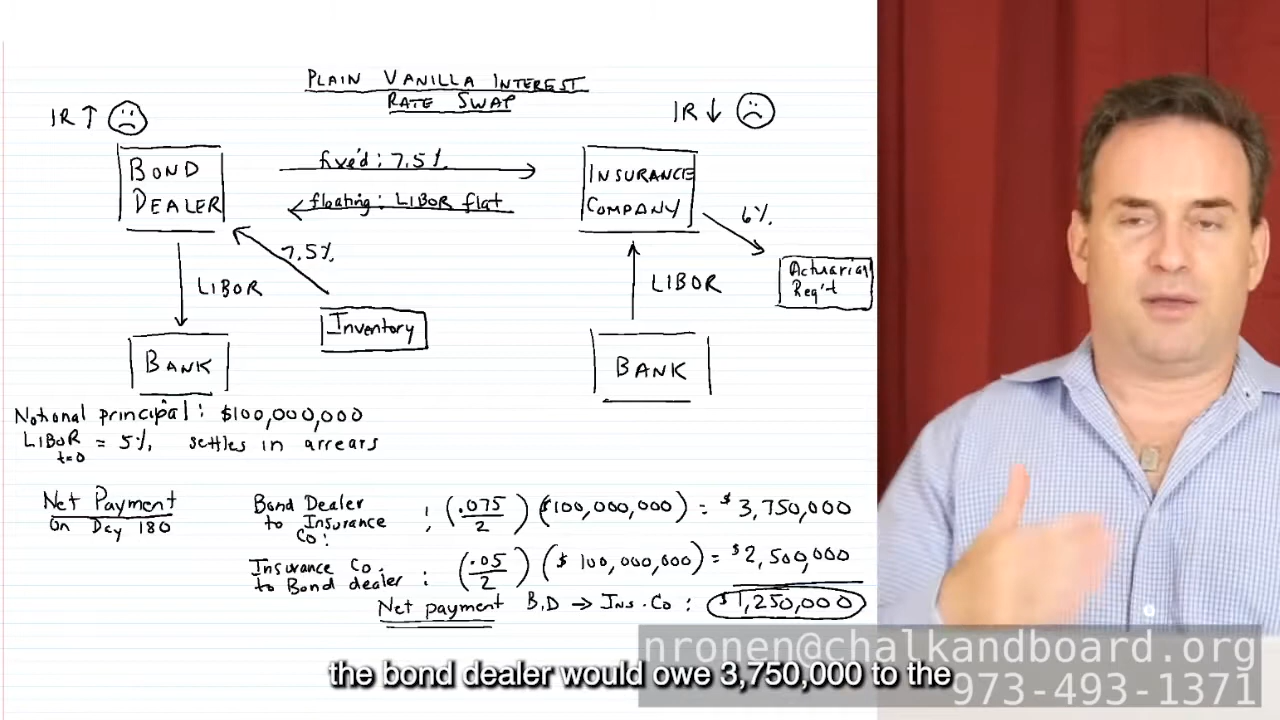 PLAIN VANILLA INTEREST
RATE SWAP
IR ↑
IR ↓
BOND
DEALER
fixed: 7.5%
floating: LIBOR flat
INSURANCE
COMPANY
6%
7.5%
Actuarial
Req't
LIBOR
LIBOR
Inventory
BANK
BANK
Notional principal: $100,000,000
LIBOR = 5%, settles in arrears
t=0
Net Payment
On Day 180
Bond Dealer
to Insurance
Co:
: (.075/2) ($100,000,000) = $3,750,000
Insurance Co.
to Bond dealer : (.05/2) ($100,000,000) = $2,500,000
Net payment B.D → Ins. Co: $1,250,000
nronen@chalkandboard.org
the bond dealer would owe 3,750,000 to the
973-493-1371